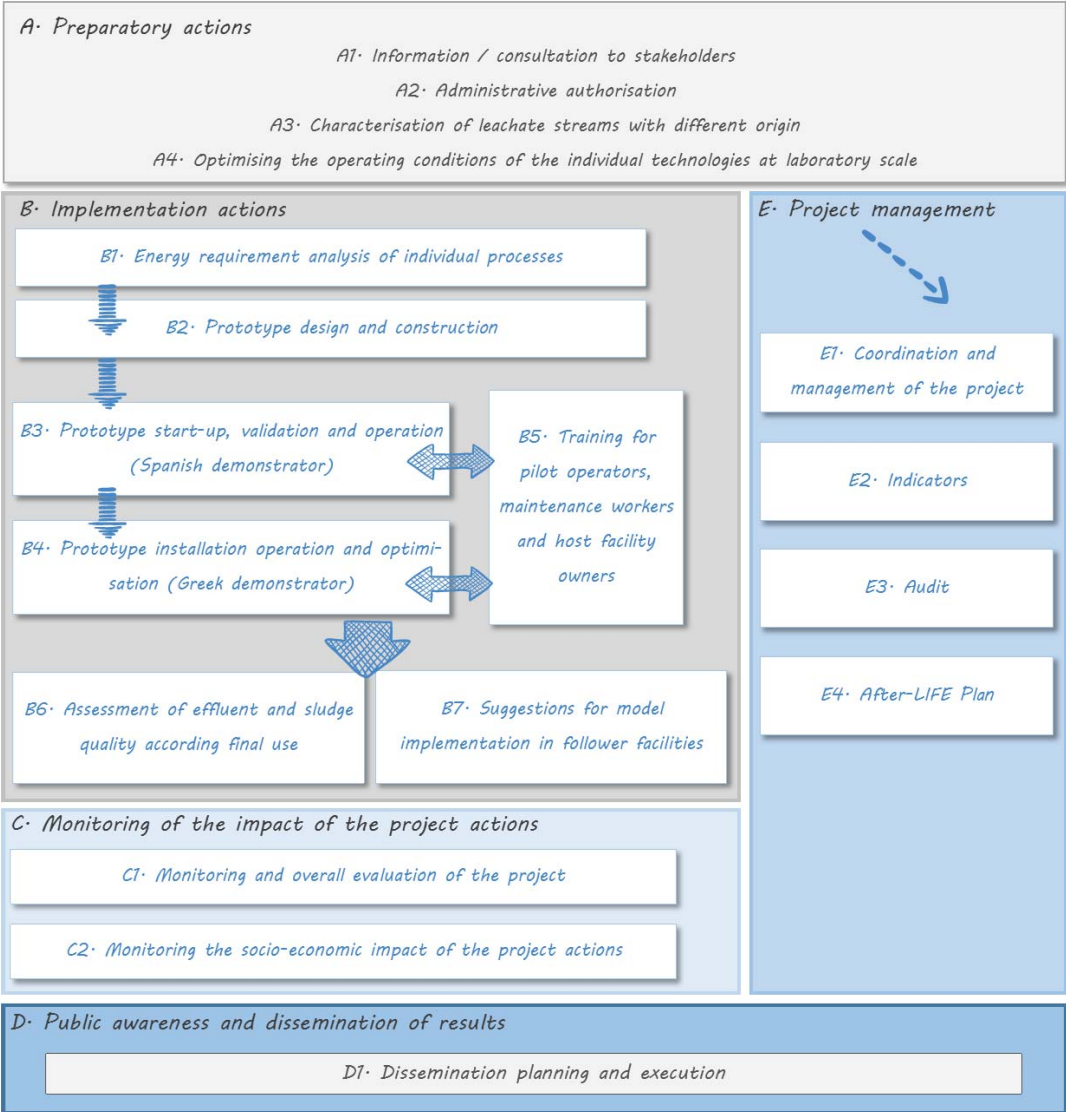 A. Preparatory actions
A1. Information / consultation to stakeholders
A2. Administrative authorisation
A3. Characterisation of leachate streams with different origin
A4. Optimising the operating conditions of the individual technologies at laboratory scale
B. Implementation actions
B1. Energy requirement analysis of individual processes
B2. Prototype design and construction
B3. Prototype start-up, validation and operation
(Spanish demonstrator)
B4. Prototype installation operation and optimi-
sation (Greek demonstrator)
B5. Training for
pilot operators,
maintenance workers
and host facility
owners
B6. Assessment of effluent and sludge
quality according final use
B7. Suggestions for model
implementation in follower facilities
E. Project management
E1. Coordination and
management of the project
E2. Indicators
E3. Audit
E4. After-LIFE Plan
C. Monitoring of the impact of the project actions
C1. Monitoring and overall evaluation of the project
C2. Monitoring the socio-economic impact of the project actions
D. Public awareness and dissemination of results
D1. Dissemination planning and execution